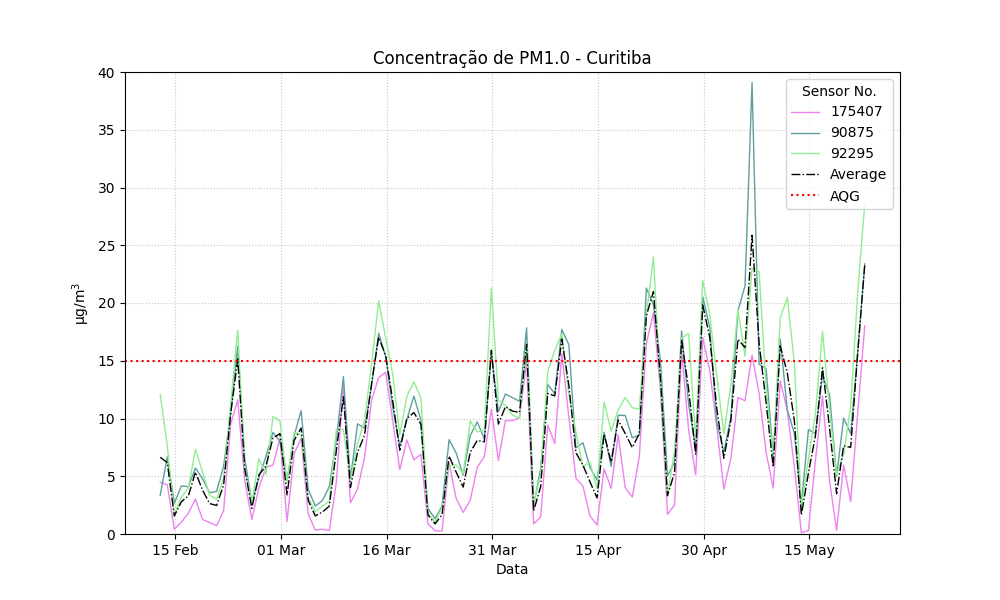 Concentração de PM1.0 - Curitiba
40
35
30
25
20
15
10
5
0
µg/m³
Sensor No.
175407
90875
92295
Average
AQG
15 Feb
01 Mar
16 Mar
31 Mar
15 Apr
30 Apr
15 May
Data